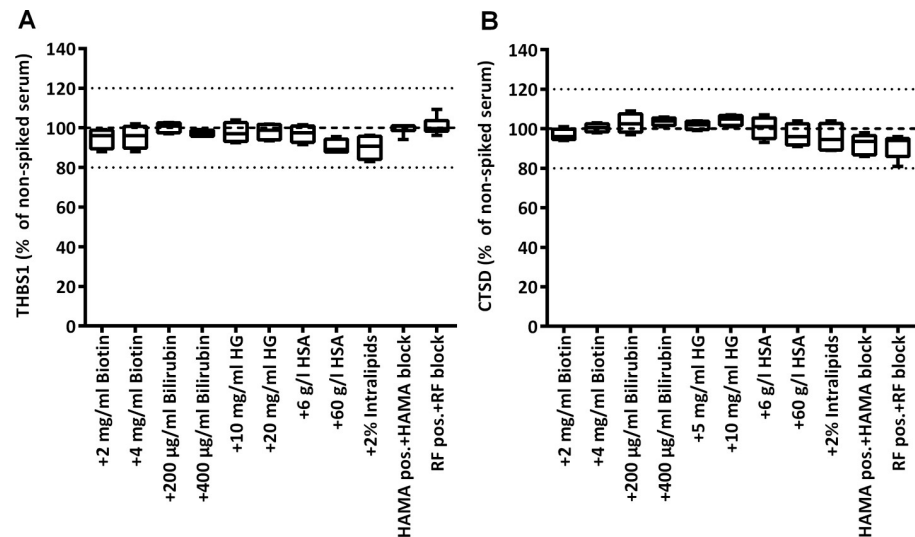 A
THBS1 (% of non-spiked serum)
140
120
100
80
60
40
20
0
+2 mg/ml Biotin
+4 mg/ml Biotin
+200 µg/ml Bilirubin
+400 µg/ml Bilirubin
+10 mg/ml HG
+20 mg/ml HG
+6 g/l HSA
+60 g/l HSA
+2% Intralipids
HAMA pos.+HAMA block
RF pos.+RF block
B
CTSD (% of non-spiked serum)
140
120
100
80
60
40
20
0
+2 mg/ml Biotin
+4 mg/ml Biotin
+200 µg/ml Bilirubin
+400 µg/ml Bilirubin
+5 mg/ml HG
+10 mg/ml HG
+6 g/l HSA
+60 g/l HSA
+2% Intralipids
HAMA pos.+HAMA block
RF pos.+RF block